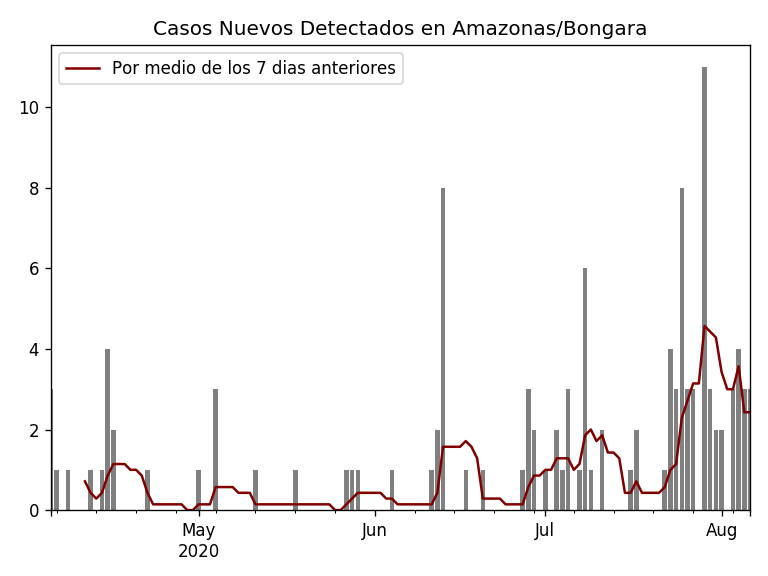 Casos Nuevos Detectados en Amazonas/Bongara
Por medio de los 7 dias anteriores
10
8
6
4
2
0
May Jun Jul Aug
2020